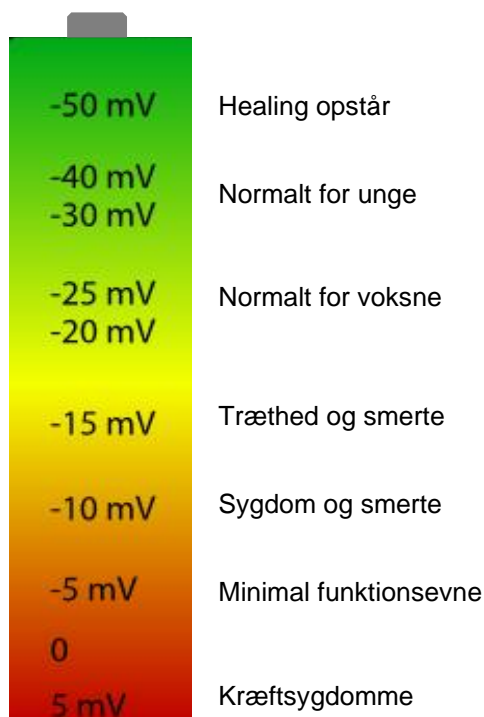 -50 mV Healing opstår
-40 mV
Normalt for unge
-30 mV
-25 mV Normalt for voksne
-20 mV
-15 mV Træthed og smerte
-10 mV Sygdom og smerte
-5 mV Minimal funktionsevne
0
5 mV Kræftsygdomme